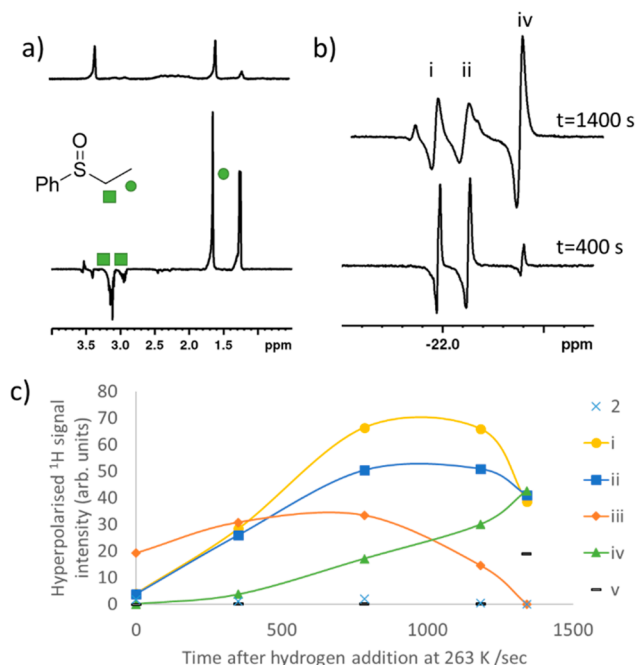 a)
O
S
Ph
3.5 3.0 2.5 2.0 1.5 ppm
b)
iv
i ii
t=1400 s
t=400 s
-22.0 ppm
c)
Hyperpolarised ¹H signal
intensity (arb. units)
80
70
60
50
40
30
20
10
0
0 500 1000 1500
Time after hydrogen addition at 263 K /sec
2
i
ii
iii
iv
v